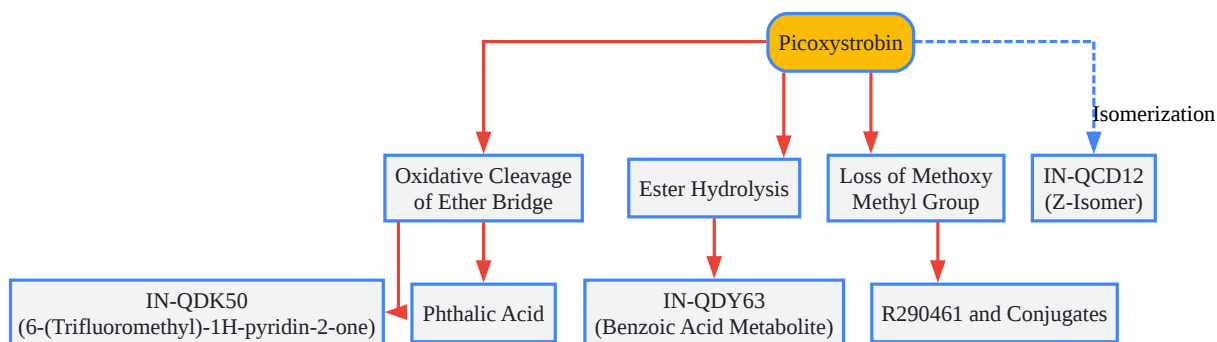 Picoxystrobin
Isomerization
Oxidative Cleavage
of Ether Bridge
Ester Hydrolysis
Loss of Methoxy
Methyl Group
IN-QCD12
(Z-Isomer)
IN-QDK50
(6-(Trifluoromethyl)-1H-pyridin-2-one)
Phthalic Acid
IN-QDY63
(Benzoic Acid Metabolite)
R290461 and Conjugates